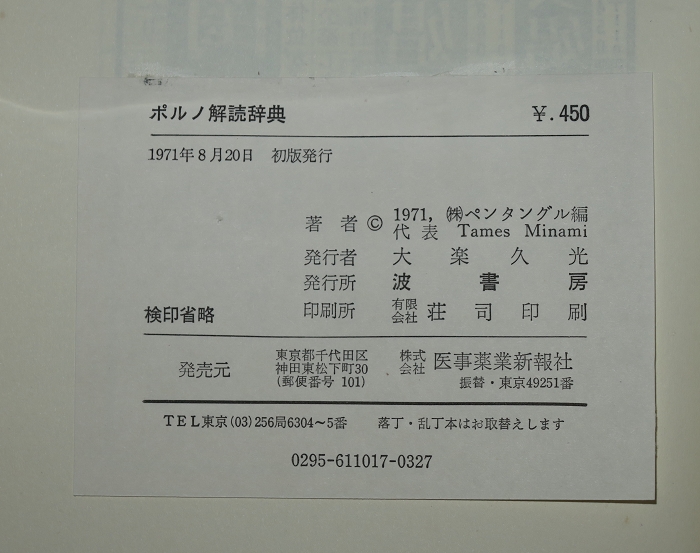 ポルノ解読辞典 ¥.450
1971年8月20日 初版発行
著者 © 1971, ㈱ペンタングル編
代表 Tames Minami
発行者 大楽久光
発行所 波書房
検印省略 印刷所 有限会社 荘司印刷
発売元 東京都千代田区神田東松下町30(郵便番号 101) 株式会社 医事薬業新報社
振替・東京49251番
TEL東京(03)256局6304〜5番 落丁・乱丁本はお取替えします
0295-611017-0327